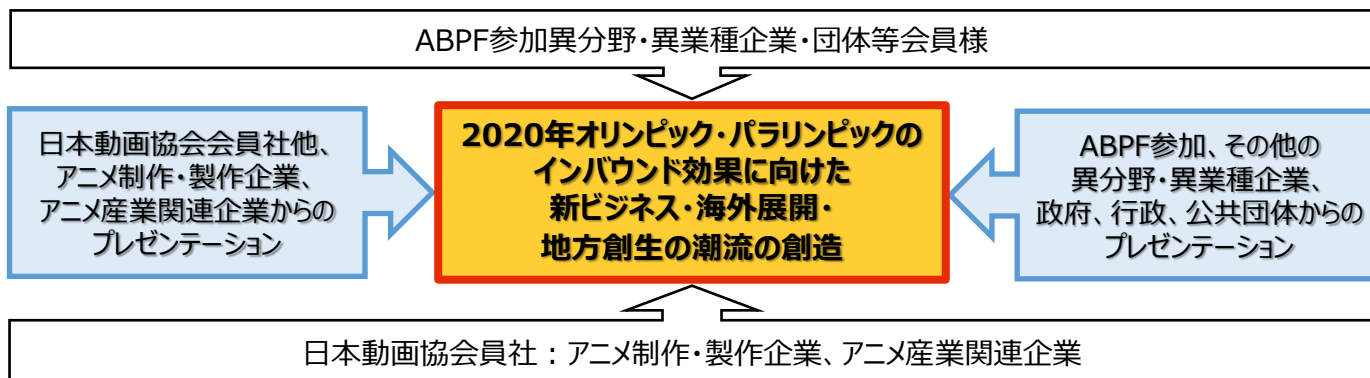 ABPF参加異分野・異業種企業・団体等会員様
日本動画協会会員社他、
アニメ制作・製作企業、
アニメ産業関連企業からの
プレゼンテーション
2020年オリンピック・パラリンピックの
インバウンド効果に向けた
新ビジネス・海外展開・
地方創生の潮流の創造
ABPF参加、その他の
異分野・異業種企業、
政府、行政、公共団体からの
プレゼンテーション
日本動画協会員社：アニメ制作・製作企業、アニメ産業関連企業